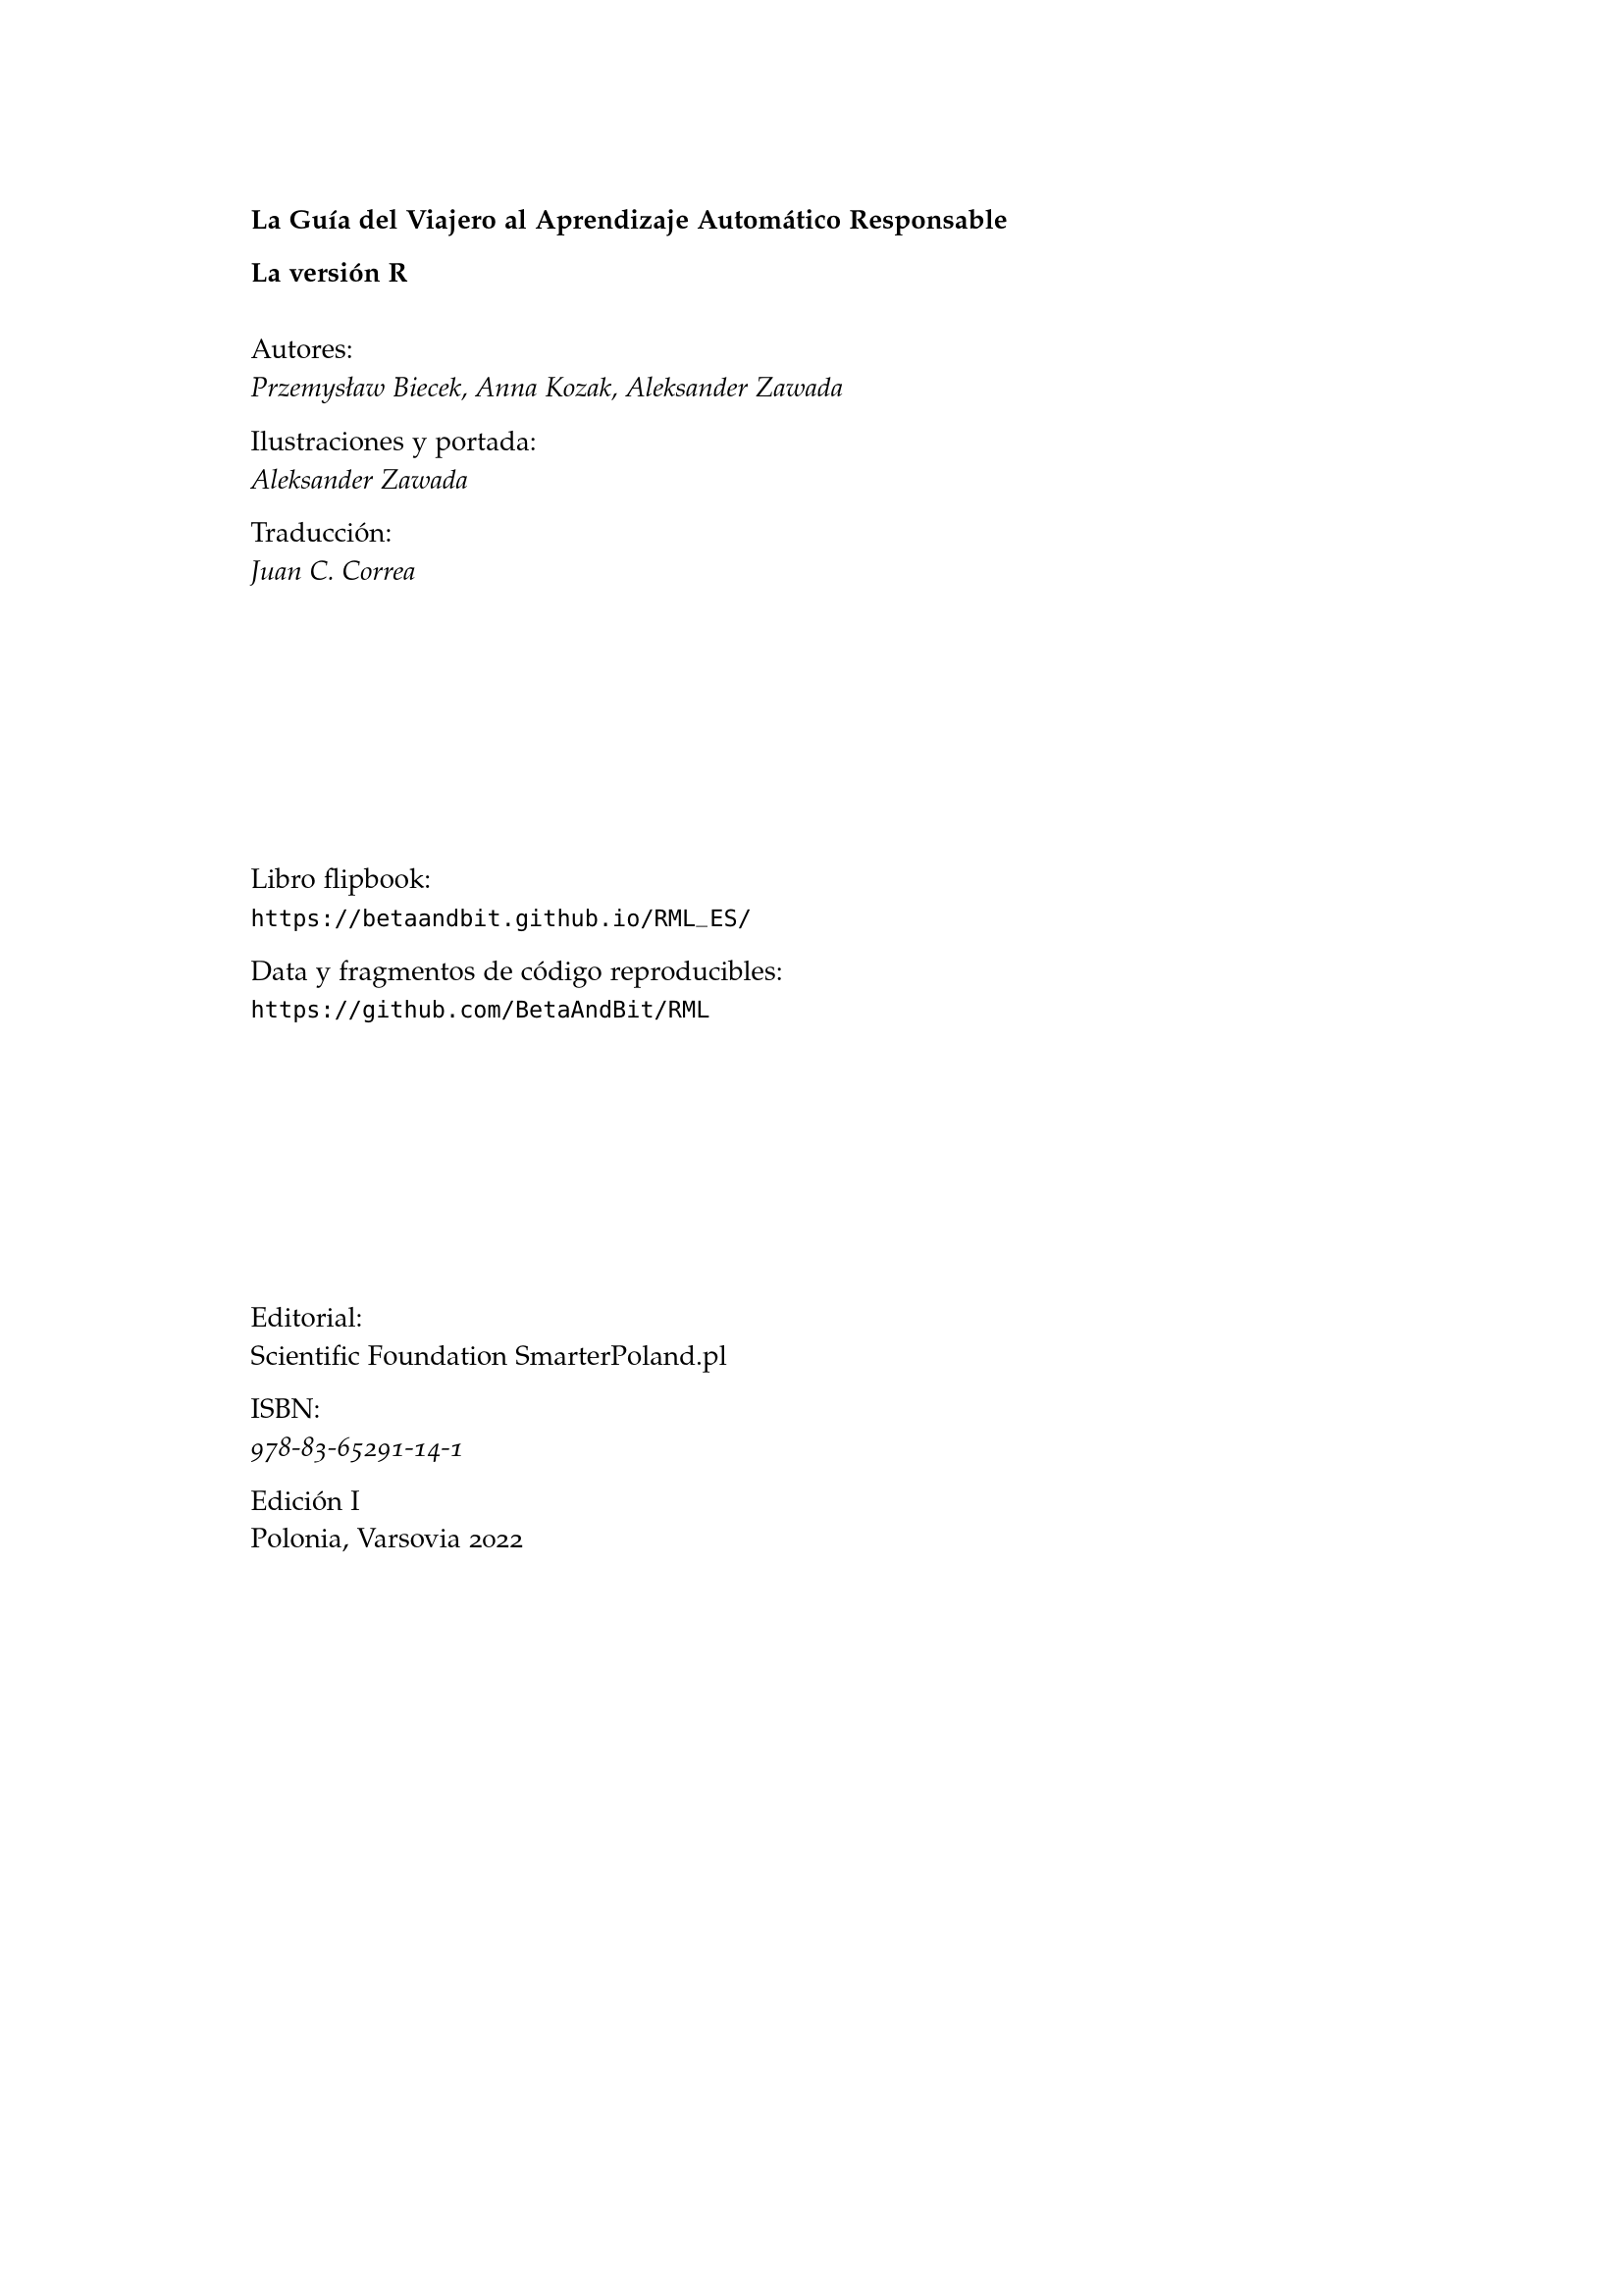 La Guía del Viajero al Aprendizaje Automático Responsable
La versión R
Autores:
Przemysław Biecek, Anna Kozak, Aleksander Zawada
Ilustraciones y portada:
Aleksander Zawada
Traducción:
Juan C. Correa
Libro flipbook:
https://betaandbit.github.io/RML_ES/
Data y fragmentos de código reproducibles:
https://github.com/BetaAndBit/RML
Editorial:
Scientific Foundation SmarterPoland.pl
ISBN:
978-83-65291-14-1
Edición I
Polonia, Varsovia 2022